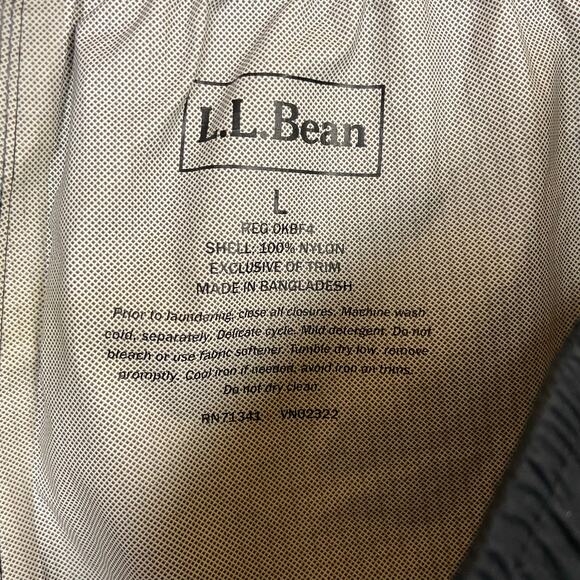 L.L.Bean
L
REG 0KBF4
SHELL: 100% NYLON
EXCLUSIVE OF TRIM
MADE IN BANGLADESH
Prior to laundering, close all closures. Machine wash
cold, separately. Delicate cycle. Mild detergent. Do not
bleach or use fabric softener. Tumble dry low, remove
promptly. Cool iron if needed, avoid iron on trims.
Do not dry clean.
RN71341 VN02322